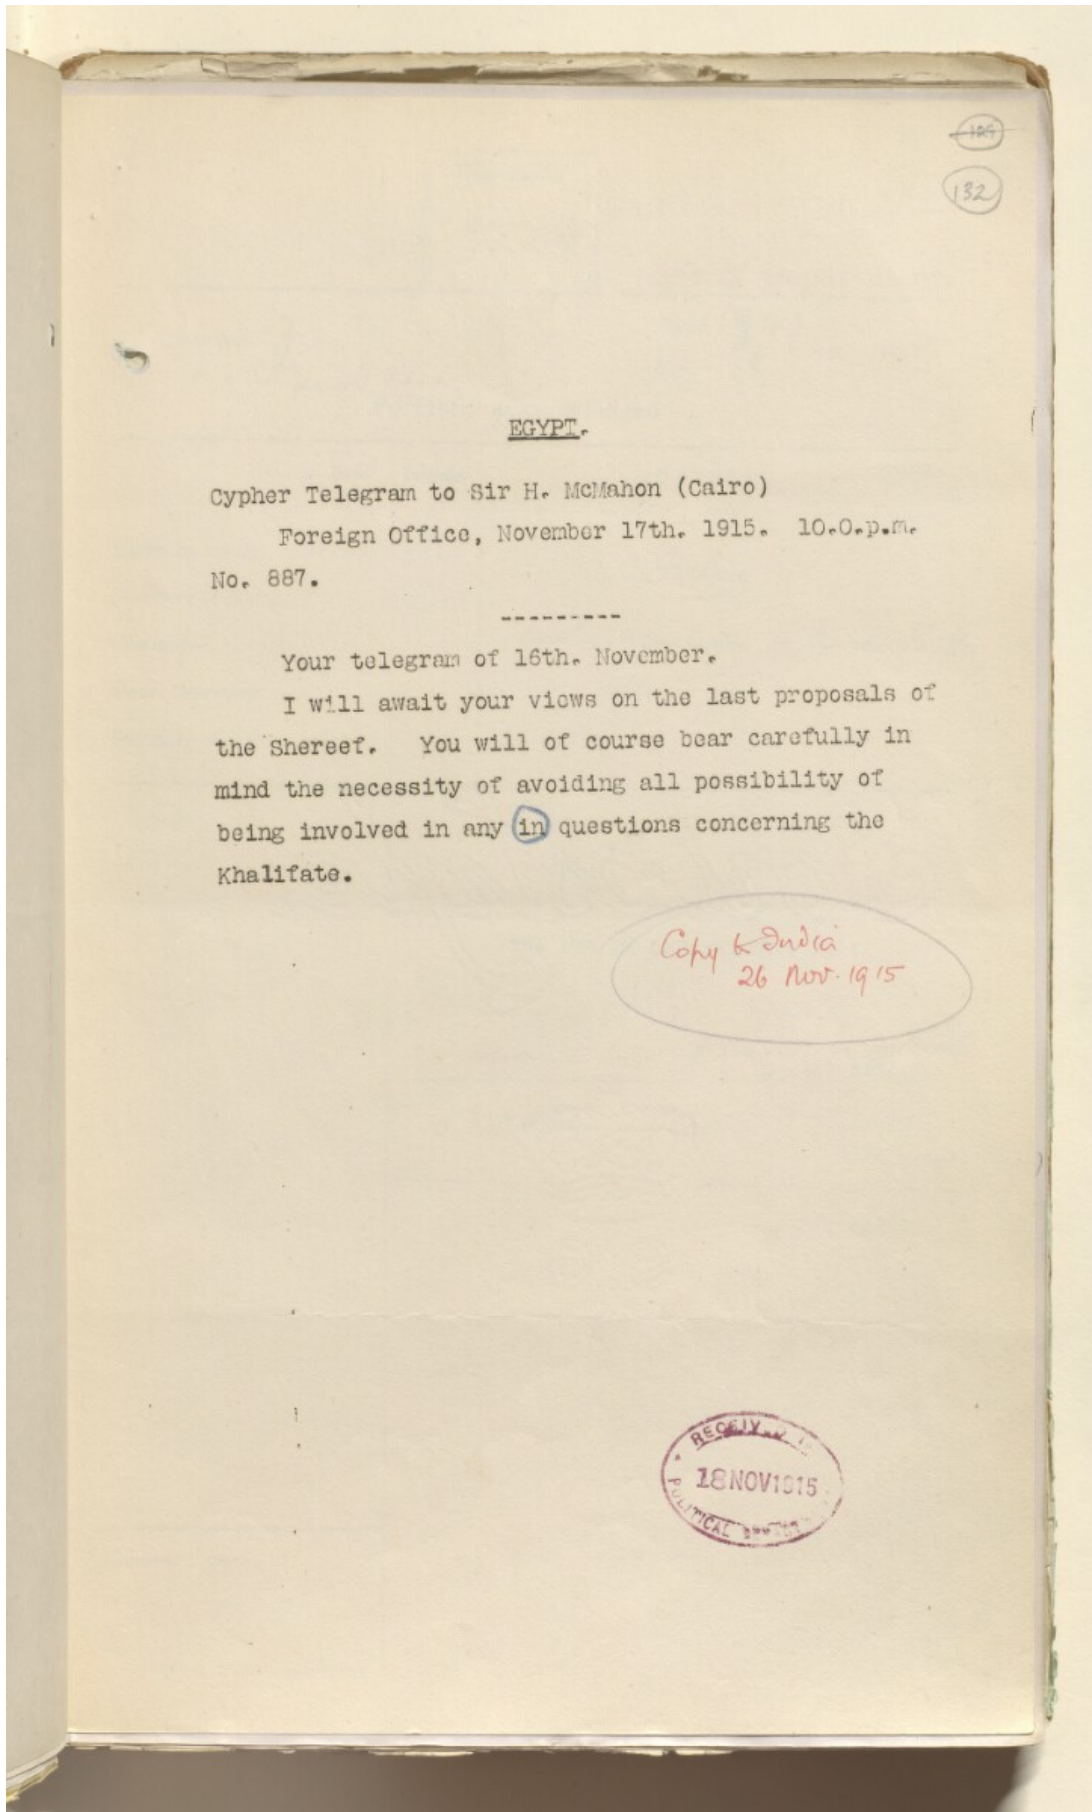 132
EGYPT.
Cypher Telegram to Sir H. McMahon (Cairo)
Foreign Office, November 17th. 1915. 10.0.p.m.
No. 887.
---------
Your telegram of 16th. November.
I will await your views on the last proposals of
the Shereef. You will of course bear carefully in
mind the necessity of avoiding all possibility of
being involved in any in questions concerning the
Khalifate.
Copy to India
26 Nov. 1915
18 NOV 1915
POLITICAL